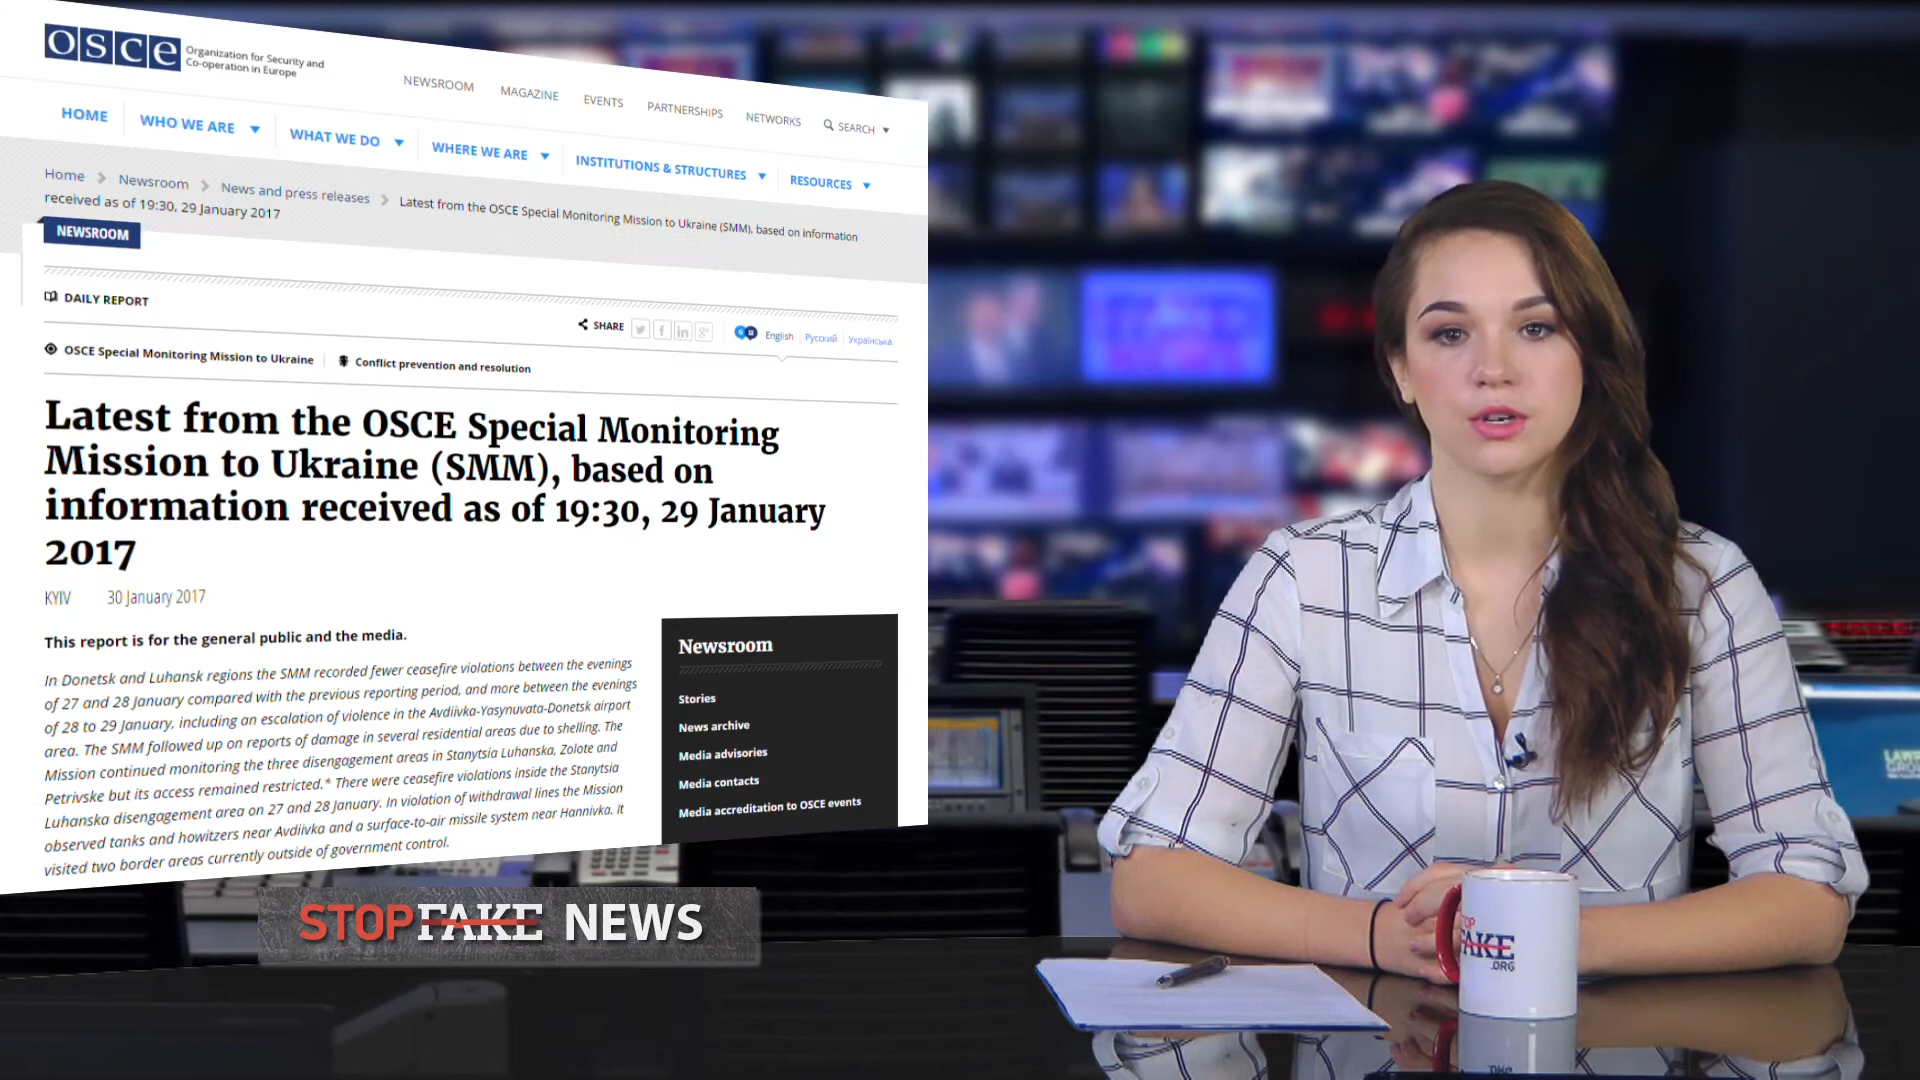 osce Organization for Security and
Co-operation in Europe
NEWSROOM MAGAZINE EVENTS PARTNERSHIPS NETWORKS SEARCH
HOME WHO WE ARE WHAT WE DO WHERE WE ARE INSTITUTIONS & STRUCTURES RESOURCES
Home Newsroom News and press releases Latest from the OSCE Special Monitoring Mission to Ukraine (SMM), based on information
received as of 19:30, 29 January 2017
NEWSROOM
DAILY REPORT
SHARE English Русский Українська
OSCE Special Monitoring Mission to Ukraine Conflict prevention and resolution
Latest from the OSCE Special Monitoring
Mission to Ukraine (SMM), based on
information received as of 19:30, 29 January
2017
KYIV 30 January 2017
This report is for the general public and the media.
In Donetsk and Luhansk regions the SMM recorded fewer ceasefire violations between the evenings
of 27 and 28 January compared with the previous reporting period, and more between the evenings
of 28 to 29 January, including an escalation of violence in the Avdiivka-Yasynuvata-Donetsk airport
area. The SMM followed up on reports of damage in several residential areas due to shelling. The
Mission continued monitoring the three disengagement areas in Stanytsia Luhanska, Zolote and
Petrivske but its access remained restricted.* There were ceasefire violations inside the Stanytsia
Luhanska disengagement area on 27 and 28 January. In violation of withdrawal lines the Mission
observed tanks and howitzers near Avdiivka and a surface-to-air missile system near Hannivka. It
visited two border areas currently outside of government control.
Newsroom
Stories
News archive
Media advisories
Media contacts
Media accreditation to OSCE events
STOPFAKE NEWS
FAKE
.ORG